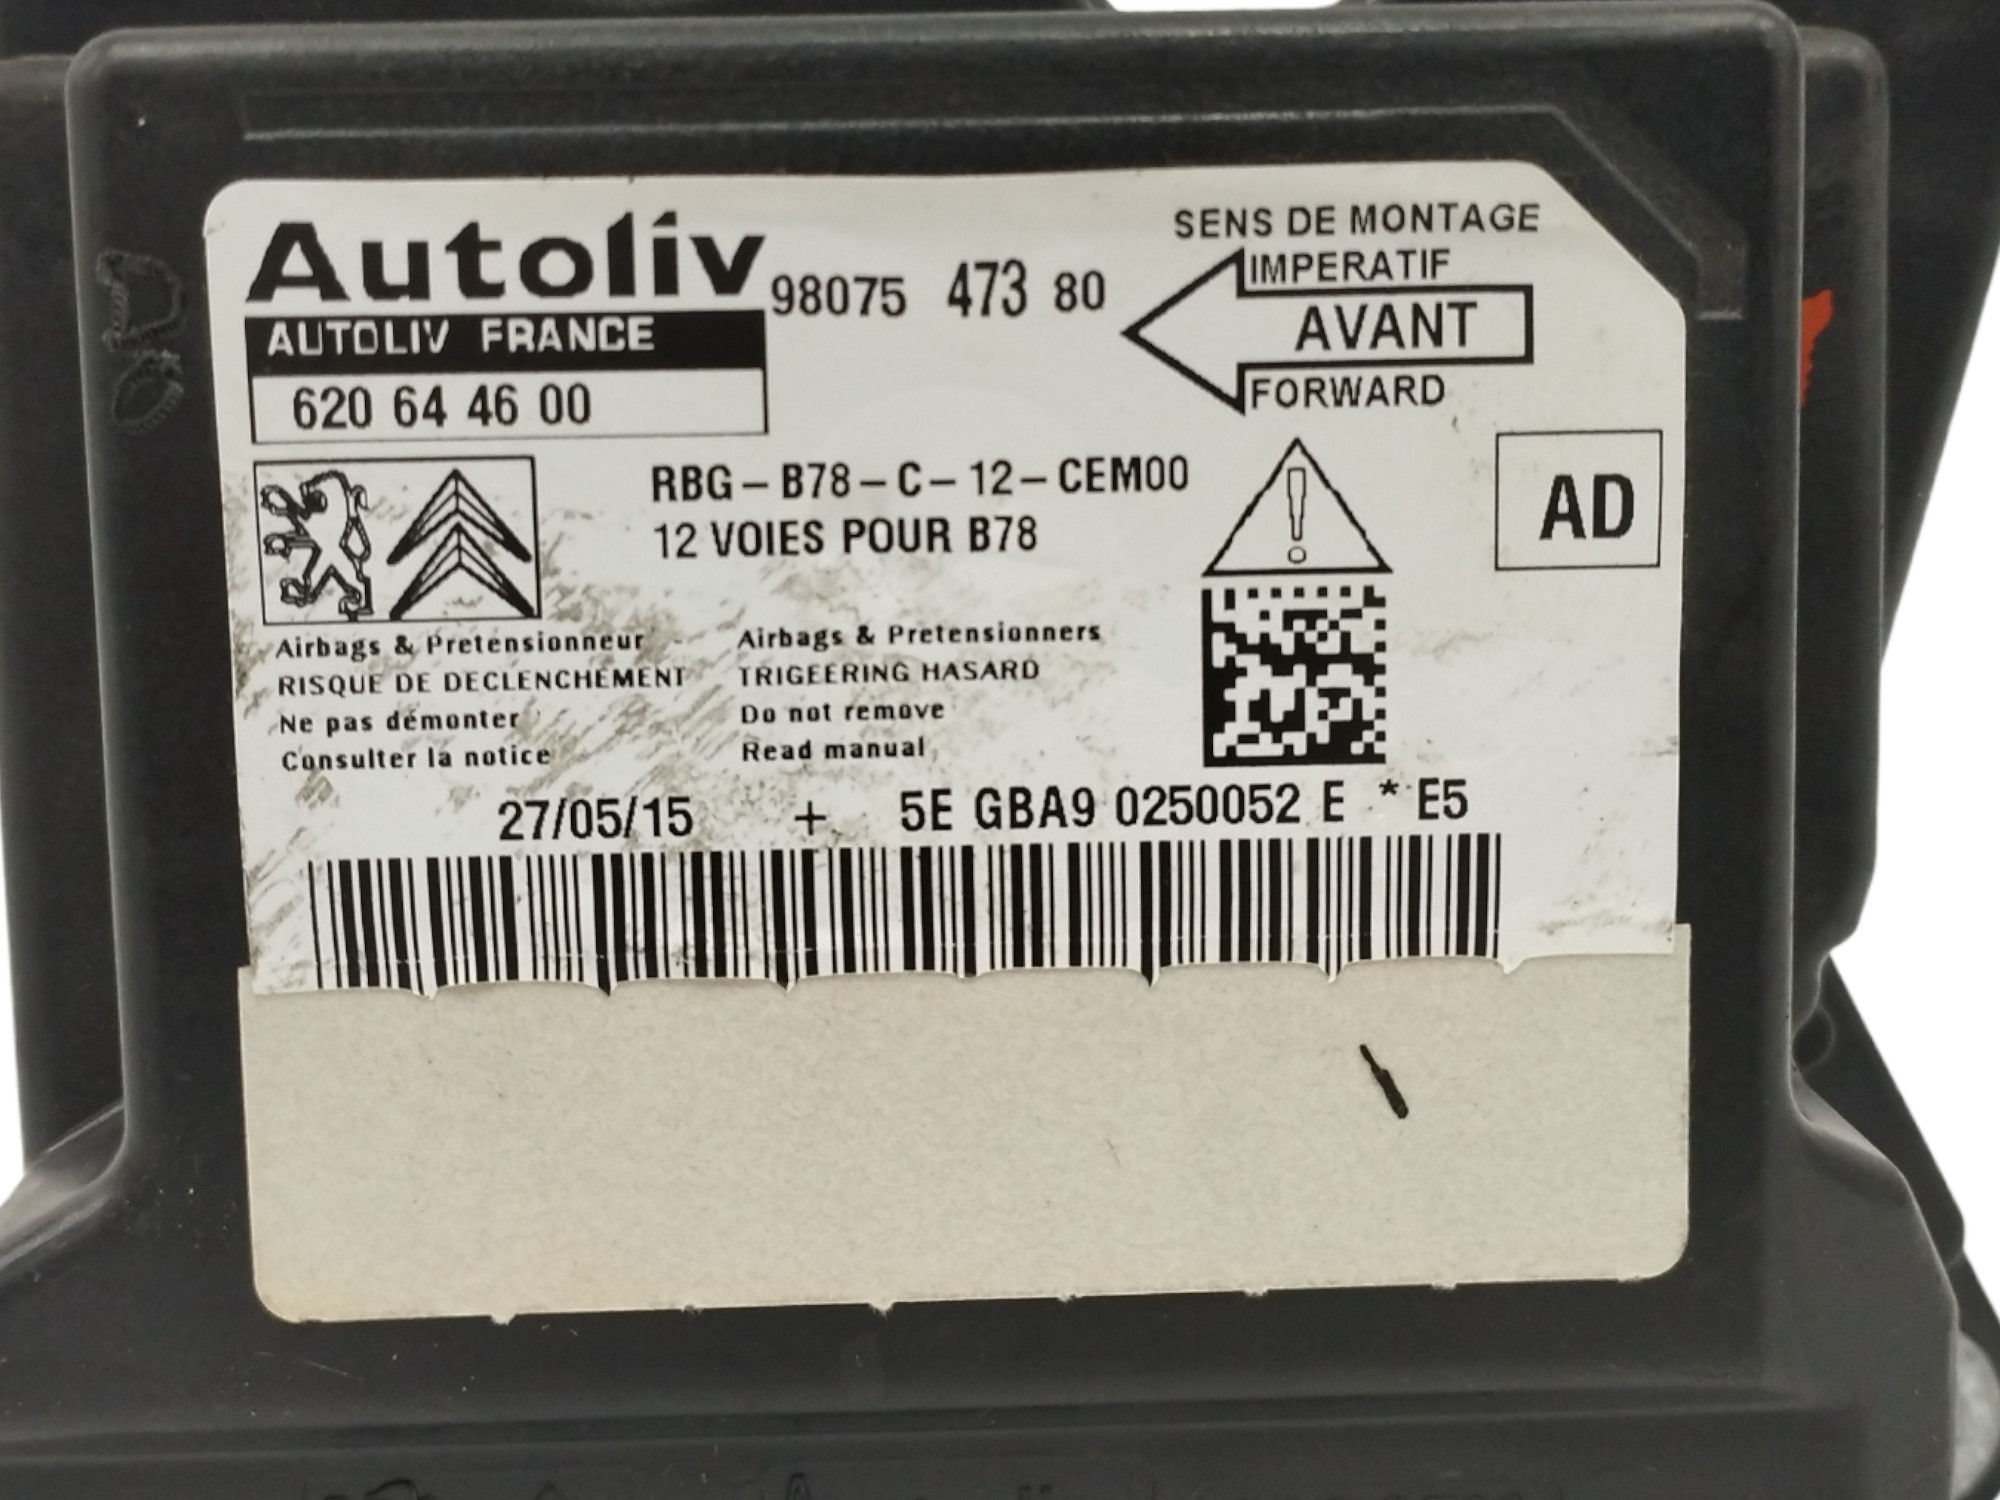 Autoliv
98075 473 80
SENS DE MONTAGE
IMPERATIF
AVANT
FORWARD
AUTOLIV FRANCE
620 64 46 00
RBG-B78-C-12-CEM00
12 VOIES POUR B78
AD
Airbags & Pretensionneur
RISQUE DE DECLENCHEMENT
Ne pas démonter
Consulter la notice
Airbags & Pretensionners
TRIGEERING HASARD
Do not remove
Read manual
27/05/15 + 5E GBA9 0250052 E * E5